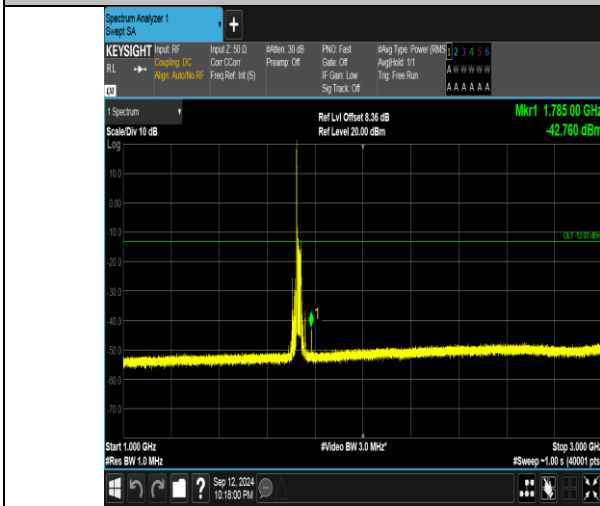 Spectrum Analyzer 1
Swept SA
+
KEYSIGHT Input: RF Input Z: 50 Ω #Atten: 30 dB PNO: Fast #Avg Type: Power (RMS 1 2 3 4 5 6
RL Coupling: DC Corr CCorr Preamp: Off Gate: Off Avg|Hold: 1/1 A W W W W W
Align: Auto/No RF Freq Ref: Int (S) IF Gain: Low Trig: Free Run
Sig Track: Off A A A A A A
1 Spectrum Ref Lvl Offset 8.36 dB Mkr1 1.785 00 GHz
Scale/Div 10 dB Ref Level 20.00 dBm -42.760 dBm
Log
10.0
0.00
-10.0
DL1 -13.00 dBm
-20.0
-30.0
1
-40.0
-50.0
-60.0
-70.0
Start 1.000 GHz #Video BW 3.0 MHz* Stop 3.000 GHz
#Res BW 1.0 MHz #Sweep ~1.00 s (40001 pts
? Sep 12, 2024
10:18:00 PM